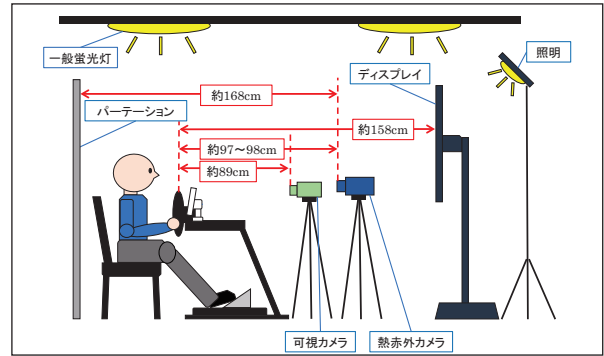 一般蛍光灯
照明
ディスプレイ
約168cm
パーテーション
約158cm
約97～98cm
約89cm
可視カメラ
熱赤外カメラ